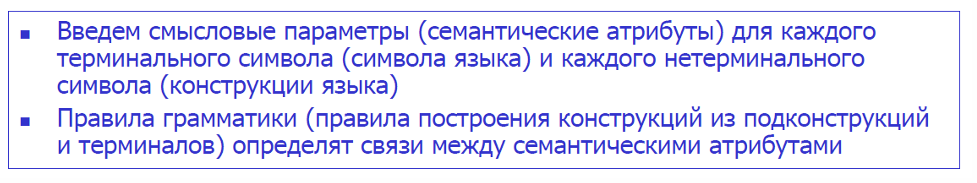 ▪ Введем смысловые параметры (семантические атрибуты) для каждого
терминального символа (символа языка) и каждого нетерминального
символа (конструкции языка)
▪ Правила грамматики (правила построения конструкций из подконструкций
и терминалов) определят связи между семантическими атрибутами